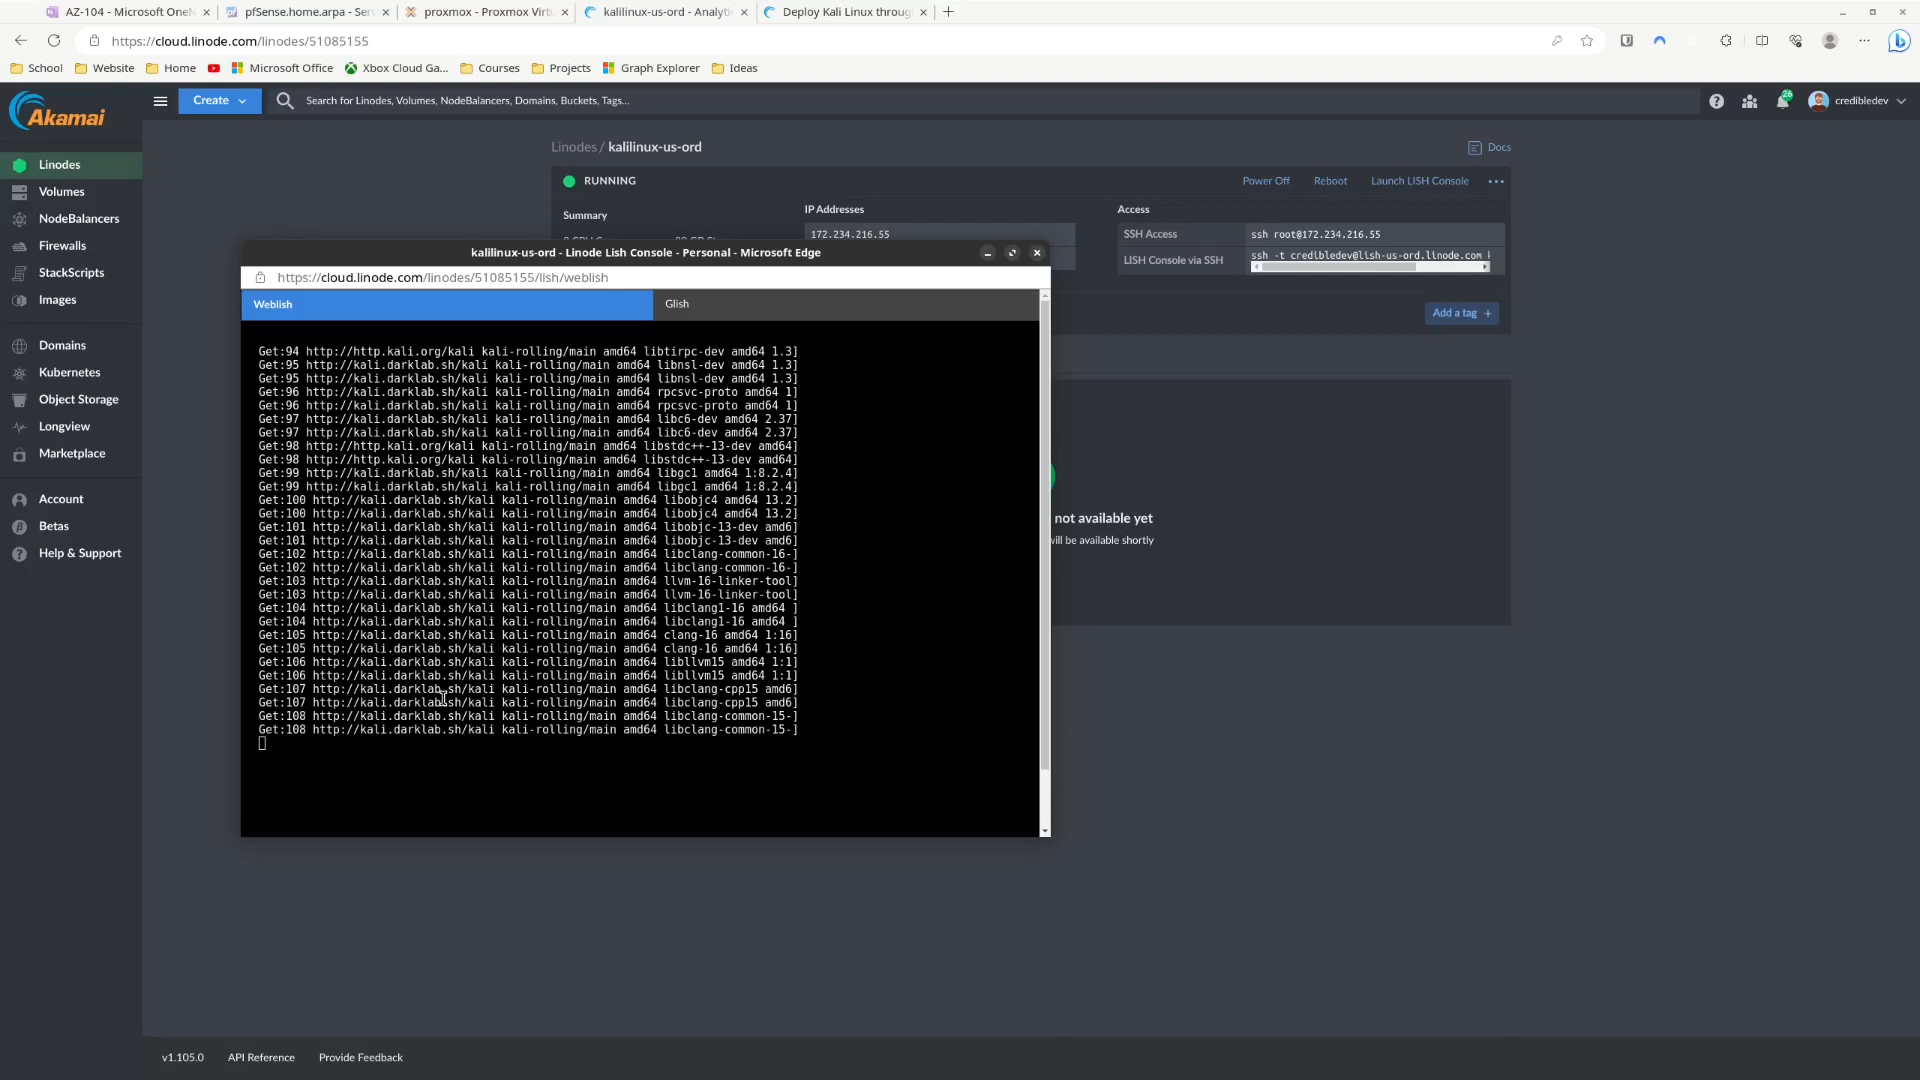 AZ-104 - Microsoft OneN
pfSense.home.arpa - Serv
proxmox - Proxmox Virtu
kalilinux-us-ord - Analytic
Deploy Kali Linux throug
https://cloud.linode.com/linodes/51085155
School
Website
Home
Microsoft Office
Xbox Cloud Ga...
Courses
Projects
Graph Explorer
Ideas
Akamai
Create
Search for Linodes, Volumes, NodeBalancers, Domains, Buckets, Tags...
26
credibledev
Linodes
Volumes
NodeBalancers
Firewalls
StackScripts
Images
Domains
Kubernetes
Object Storage
Longview
Marketplace
Account
Betas
Help & Support
Linodes / kalilinux-us-ord
Docs
RUNNING
Power Off
Reboot
Launch LISH Console
Summary
IP Addresses
172.234.216.55
Access
SSH Access
ssh root@172.234.216.55
LISH Console via SSH
ssh -t credibledev@lish-us-ord.linode.com
Add a tag +
kalilinux-us-ord - Linode Lish Console - Personal - Microsoft Edge
https://cloud.linode.com/linodes/51085155/lish/weblish
Weblish
Glish
Get:94 http://http.kali.org/kali kali-rolling/main amd64 libtirpc-dev amd64 1.3]
Get:95 http://kali.darklab.sh/kali kali-rolling/main amd64 libnsl-dev amd64 1.3]
Get:95 http://kali.darklab.sh/kali kali-rolling/main amd64 libnsl-dev amd64 1.3]
Get:96 http://kali.darklab.sh/kali kali-rolling/main amd64 rpcsvc-proto amd64 1]
Get:96 http://kali.darklab.sh/kali kali-rolling/main amd64 rpcsvc-proto amd64 1]
Get:97 http://kali.darklab.sh/kali kali-rolling/main amd64 libc6-dev amd64 2.37]
Get:97 http://kali.darklab.sh/kali kali-rolling/main amd64 libc6-dev amd64 2.37]
Get:98 http://http.kali.org/kali kali-rolling/main amd64 libstdc++-13-dev amd64]
Get:98 http://http.kali.org/kali kali-rolling/main amd64 libstdc++-13-dev amd64]
Get:99 http://kali.darklab.sh/kali kali-rolling/main amd64 libgc1 amd64 1:8.2.4]
Get:99 http://kali.darklab.sh/kali kali-rolling/main amd64 libgc1 amd64 1:8.2.4]
Get:100 http://kali.darklab.sh/kali kali-rolling/main amd64 libobjc4 amd64 13.2]
Get:100 http://kali.darklab.sh/kali kali-rolling/main amd64 libobjc4 amd64 13.2]
Get:101 http://kali.darklab.sh/kali kali-rolling/main amd64 libobjc-13-dev amd6]
Get:101 http://kali.darklab.sh/kali kali-rolling/main amd64 libobjc-13-dev amd6]
Get:102 http://kali.darklab.sh/kali kali-rolling/main amd64 libclang-common-16-]
Get:102 http://kali.darklab.sh/kali kali-rolling/main amd64 libclang-common-16-]
Get:103 http://kali.darklab.sh/kali kali-rolling/main amd64 llvm-16-linker-tool]
Get:103 http://kali.darklab.sh/kali kali-rolling/main amd64 llvm-16-linker-tool]
Get:104 http://kali.darklab.sh/kali kali-rolling/main amd64 libclang1-16 amd64 ]
Get:104 http://kali.darklab.sh/kali kali-rolling/main amd64 libclang1-16 amd64 ]
Get:105 http://kali.darklab.sh/kali kali-rolling/main amd64 clang-16 amd64 1:16]
Get:105 http://kali.darklab.sh/kali kali-rolling/main amd64 clang-16 amd64 1:16]
Get:106 http://kali.darklab.sh/kali kali-rolling/main amd64 libllvm15 amd64 1:1]
Get:106 http://kali.darklab.sh/kali kali-rolling/main amd64 libllvm15 amd64 1:1]
Get:107 http://kali.darklab.sh/kali kali-rolling/main amd64 libclang-cpp15 amd6]
Get:107 http://kali.darklab.sh/kali kali-rolling/main amd64 libclang-cpp15 amd6]
Get:108 http://kali.darklab.sh/kali kali-rolling/main amd64 libclang-common-15-]
Get:108 http://kali.darklab.sh/kali kali-rolling/main amd64 libclang-common-15-]
not available yet
will be available shortly
v1.105.0
API Reference
Provide Feedback